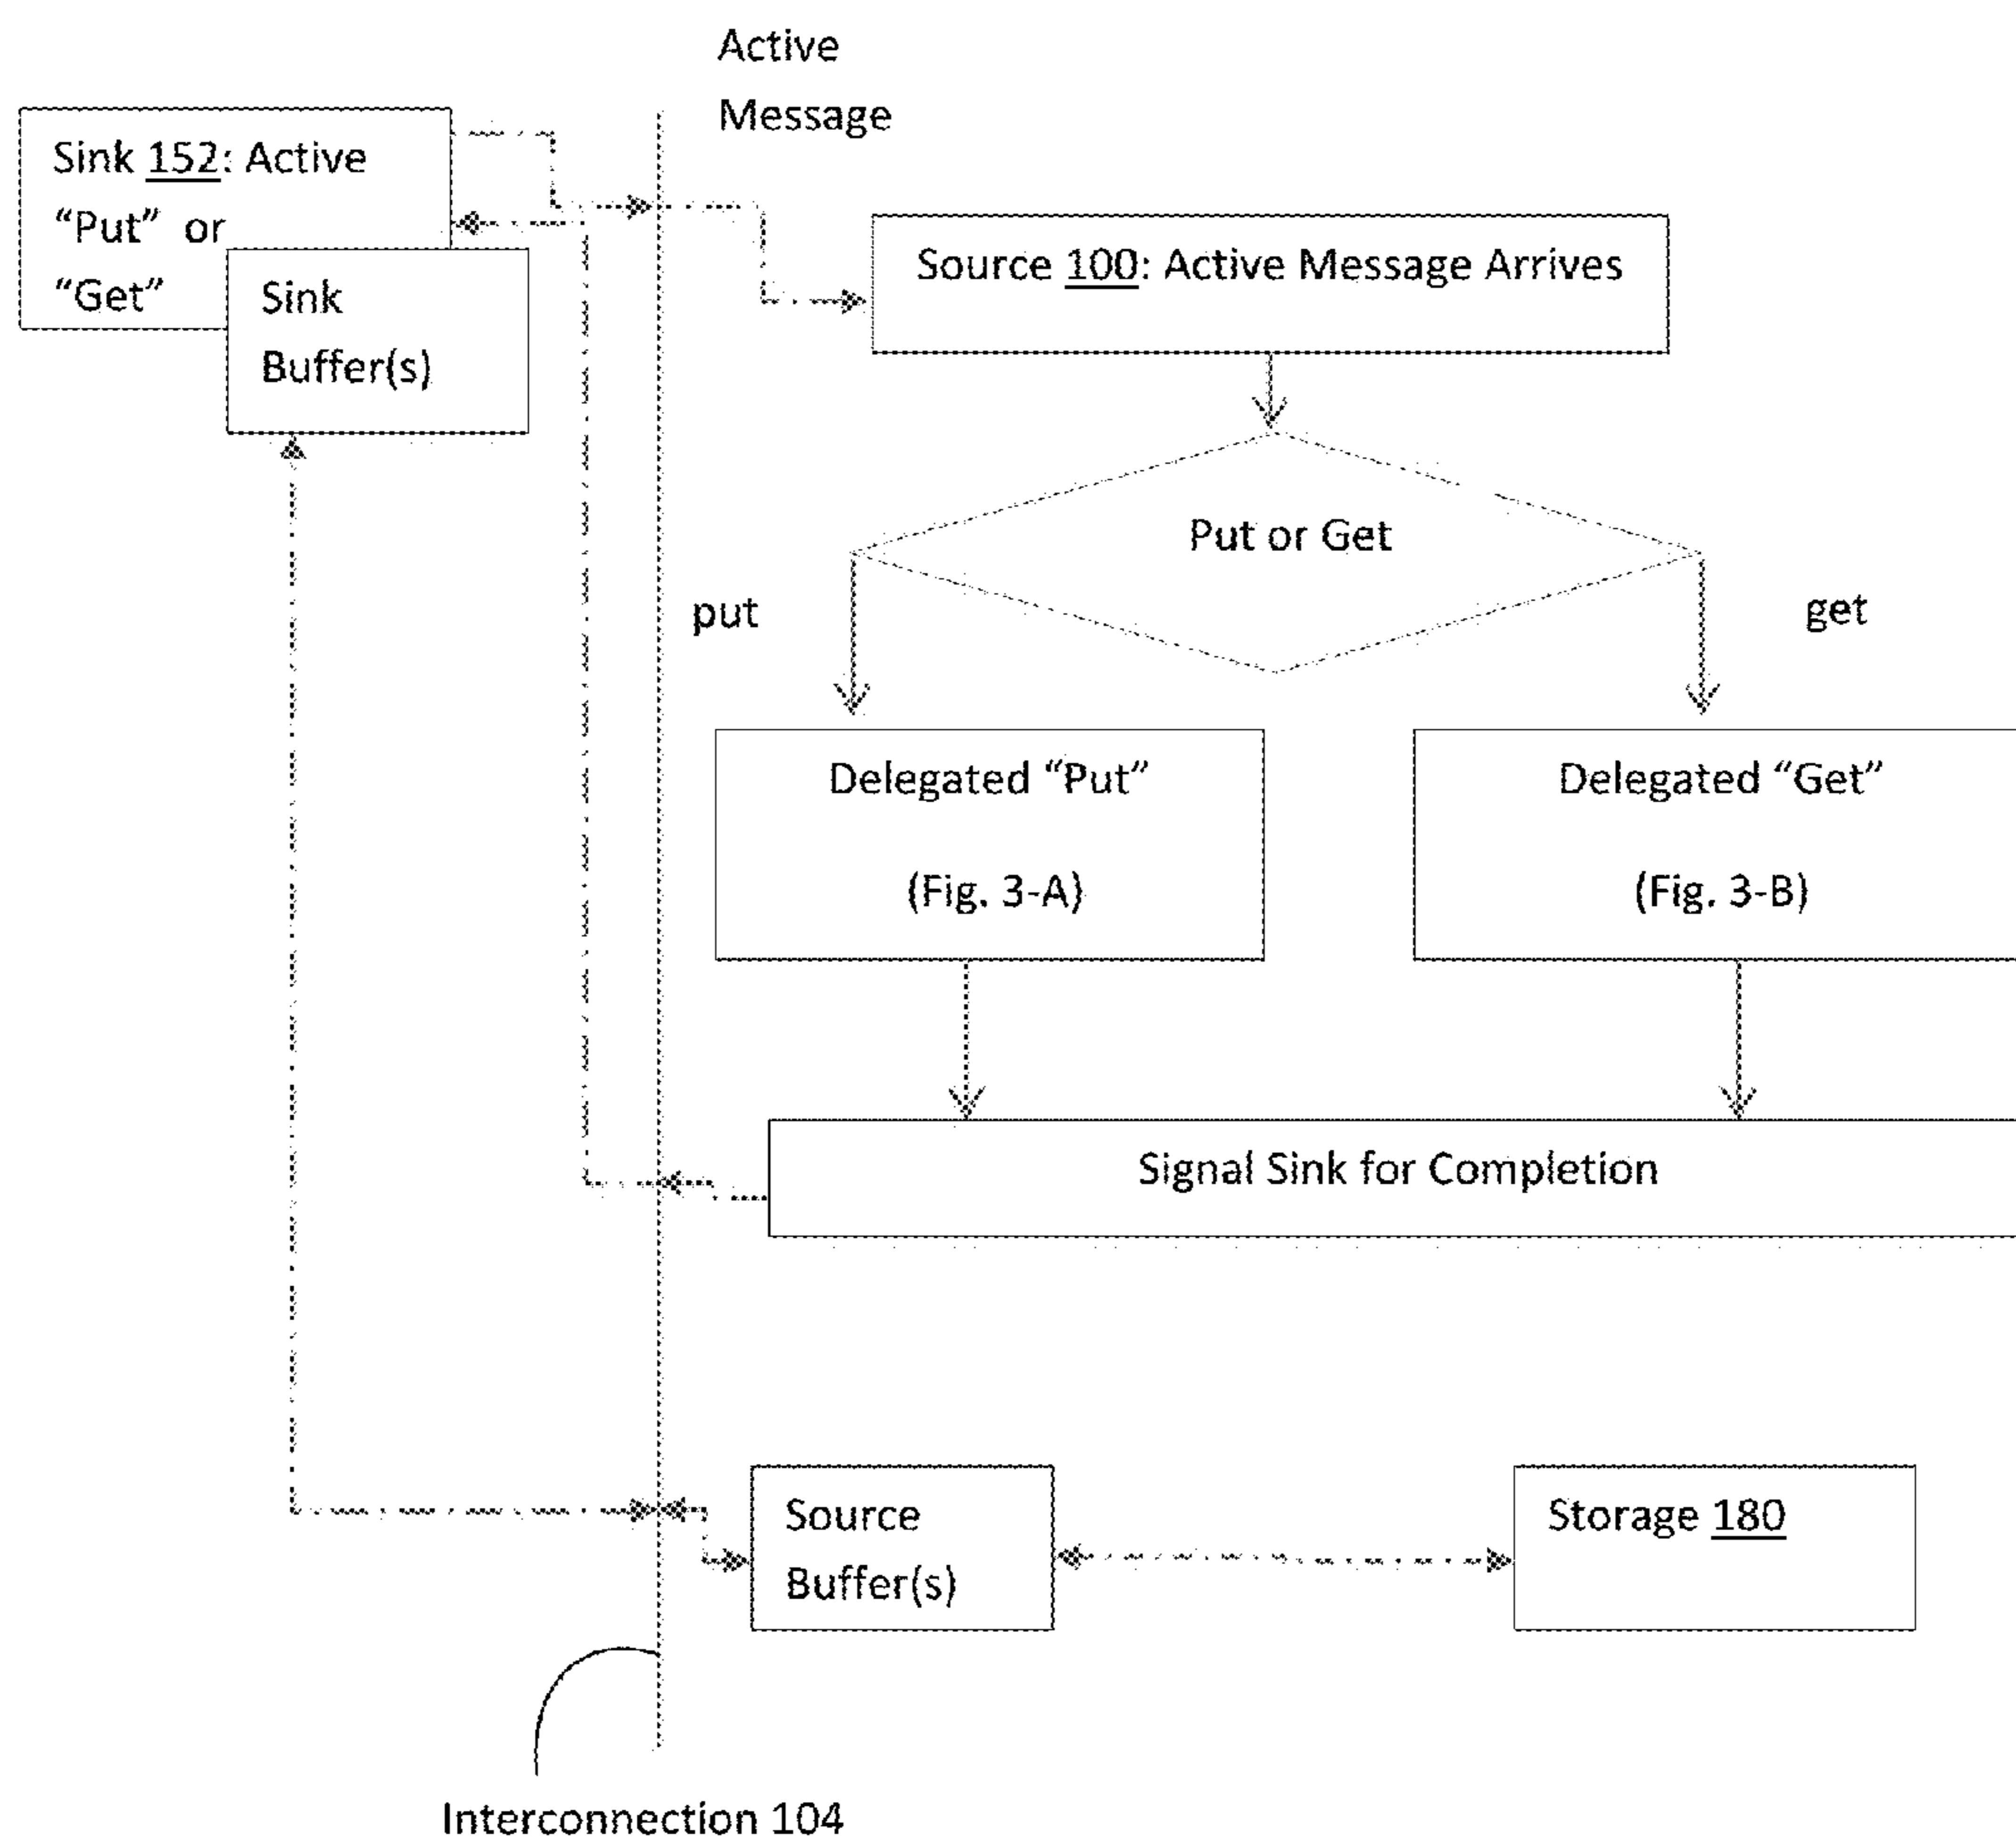 Active
Message
Sink 152: Active
“Put” or
“Get”
Sink
Buffer(s)
Source 100: Active Message Arrives
Put or Get
put
get
Delegated “Put”
(Fig. 3-A)
Delegated “Get”
(Fig. 3-B)
Signal Sink for Completion
Source
Buffer(s)
Storage 180
Interconnection 104